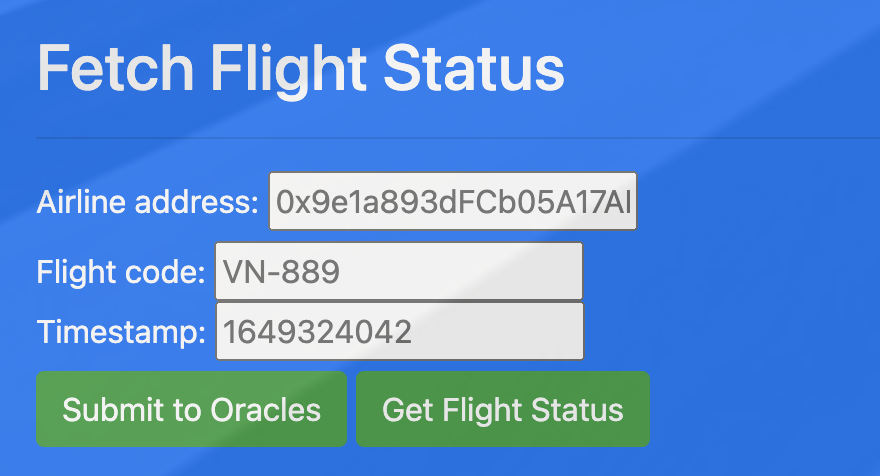 Fetch Flight Status
Airline address: 0x9e1a893dFCb05A17Al
Flight code: VN-889
Timestamp: 1649324042
Submit to Oracles Get Flight Status